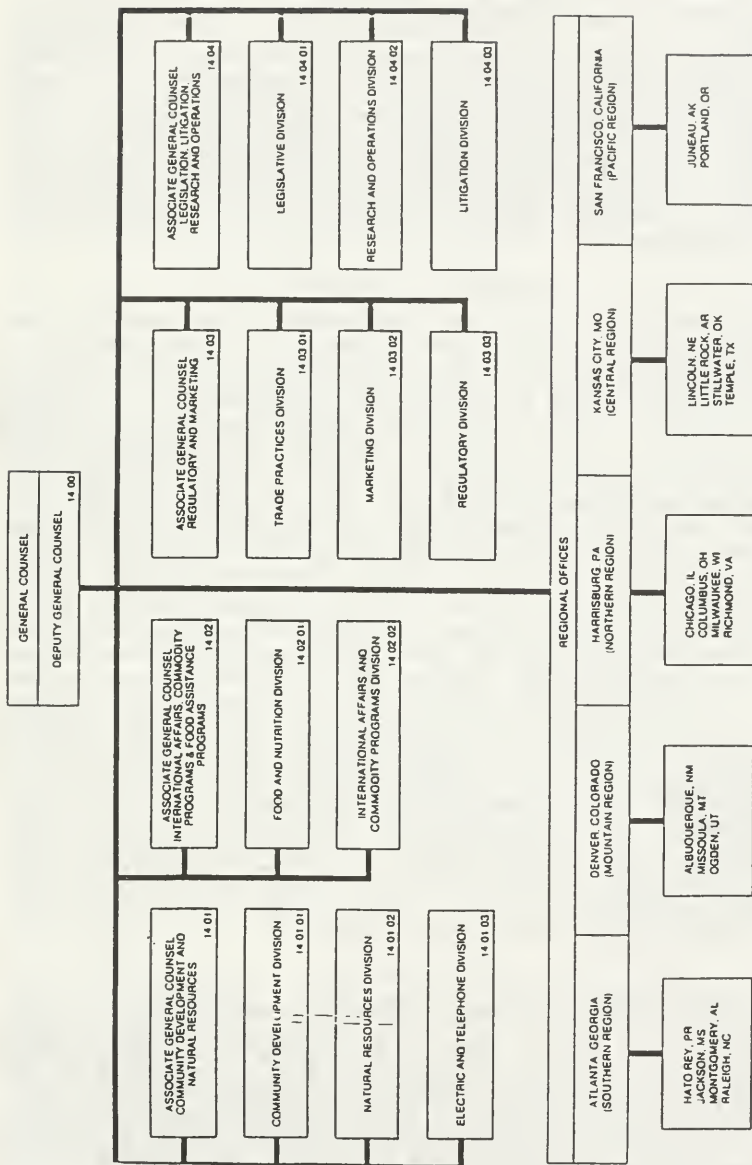 GENERAL COUNSEL
DEPUTY GENERAL COUNSEL
14 00
ASSOCIATE GENERAL COUNSEL
COMMUNITY DEVELOPMENT AND
NATURAL RESOURCES
14 01
COMMUNITY DEVELOPMENT DIVISION
14 01 01
NATURAL RESOURCES DIVISION
14 01 02
ELECTRIC AND TELEPHONE DIVISION
14 01 03
ASSOCIATE GENERAL COUNSEL
INTERNATIONAL AFFAIRS, COMMODITY
PROGRAMS & FOOD ASSISTANCE
PROGRAMS
14 02
FOOD AND NUTRITION DIVISION
14 02 01
INTERNATIONAL AFFAIRS AND
COMMODITY PROGRAMS DIVISION
14 02 02
ASSOCIATE GENERAL COUNSEL
REGULATORY AND MARKETING
14 03
TRADE PRACTICES DIVISION
14 03 01
MARKETING DIVISION
14 03 02
REGULATORY DIVISION
14 03 03
ASSOCIATE GENERAL COUNSEL
LEGISLATION, LITIGATION,
RESEARCH AND OPERATIONS
14 04
LEGISLATIVE DIVISION
14 04 01
RESEARCH AND OPERATIONS DIVISION
14 04 02
LITIGATION DIVISION
14 04 03
REGIONAL OFFICES
ATLANTA GEORGIA
(SOUTHERN REGION)
DENVER, COLORADO
(MOUNTAIN REGION)
HARRISBURG, PA
(NORTHERN REGION)
KANSAS CITY, MO
(CENTRAL REGION)
SAN FRANCISCO, CALIFORNIA
(PACIFIC REGION)
HATO REY, PR
JACKSON, MS
MONTGOMERY, AL
RALEIGH, NC
ALBUQUERQUE, NM
MISSOULA, MT
OGDEN, UT
CHICAGO, IL
COLUMBUS, OH
MILWAUKEE, WI
RICHMOND, VA
LINCOLN, NE
LITTLE ROCK, AR
STILLWATER, OK
TEMPLE, TX
JUNEAU, AK
PORTLAND, OR